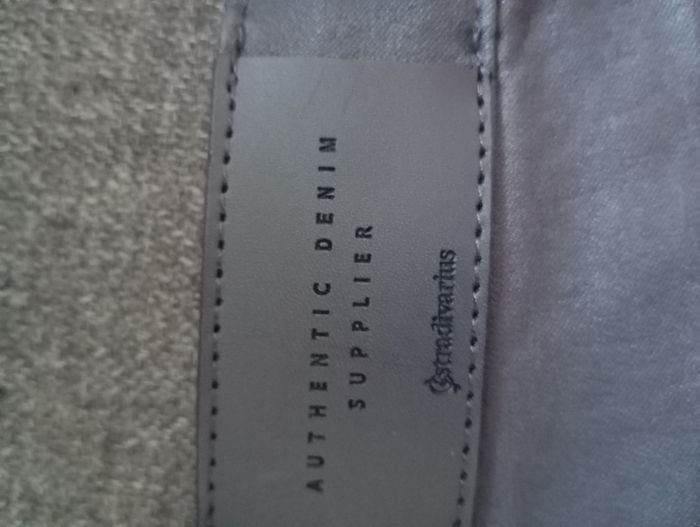 AUTHENTIC DENIM
SUPPLIER
stradivarius